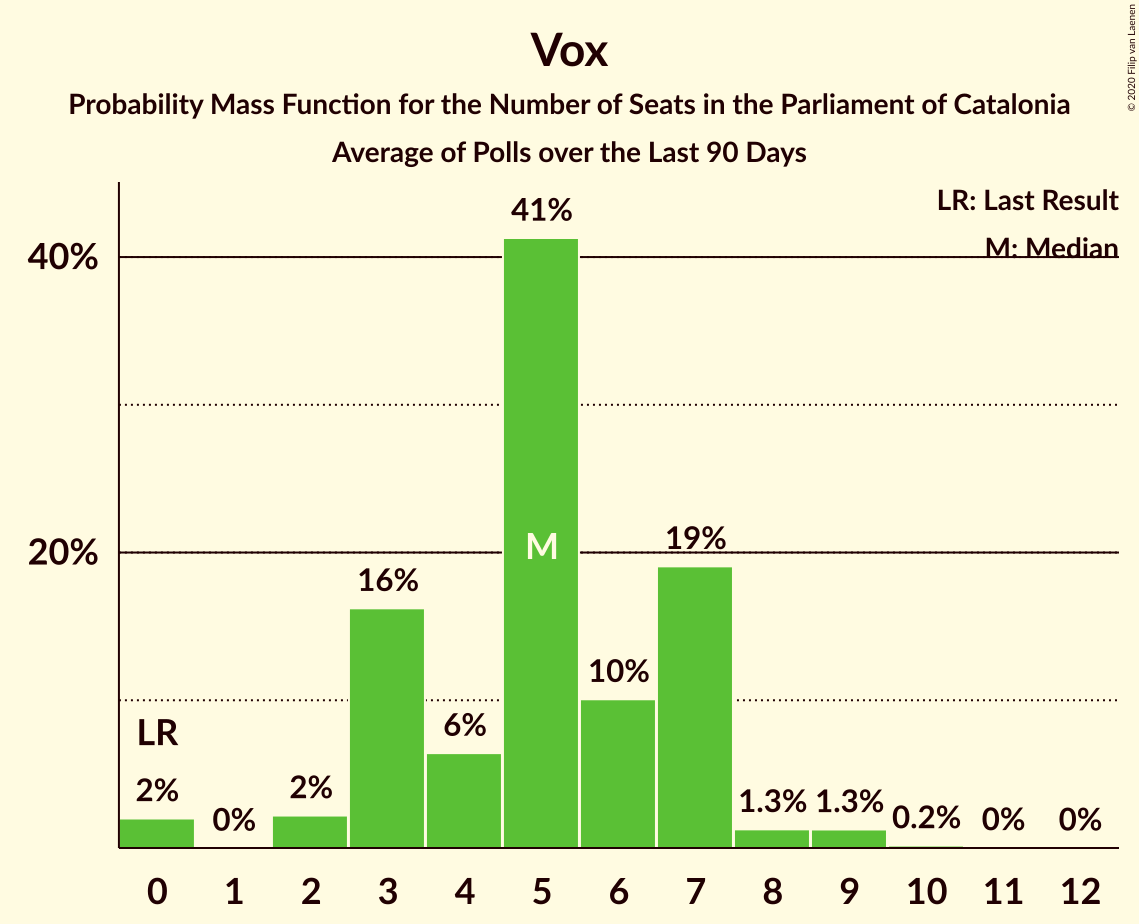 Vox
Probability Mass Function for the Number of Seats in the Parliament of Catalonia
Average of Polls over the Last 90 Days
© 2020 Filip van Laenen
LR: Last Result
M: Median
40%
20%
LR
2%
0%
2%
16%
6%
41%
M
10%
19%
1.3%
1.3%
0.2%
0%
0%
0 1 2 3 4 5 6 7 8 9 10 11 12